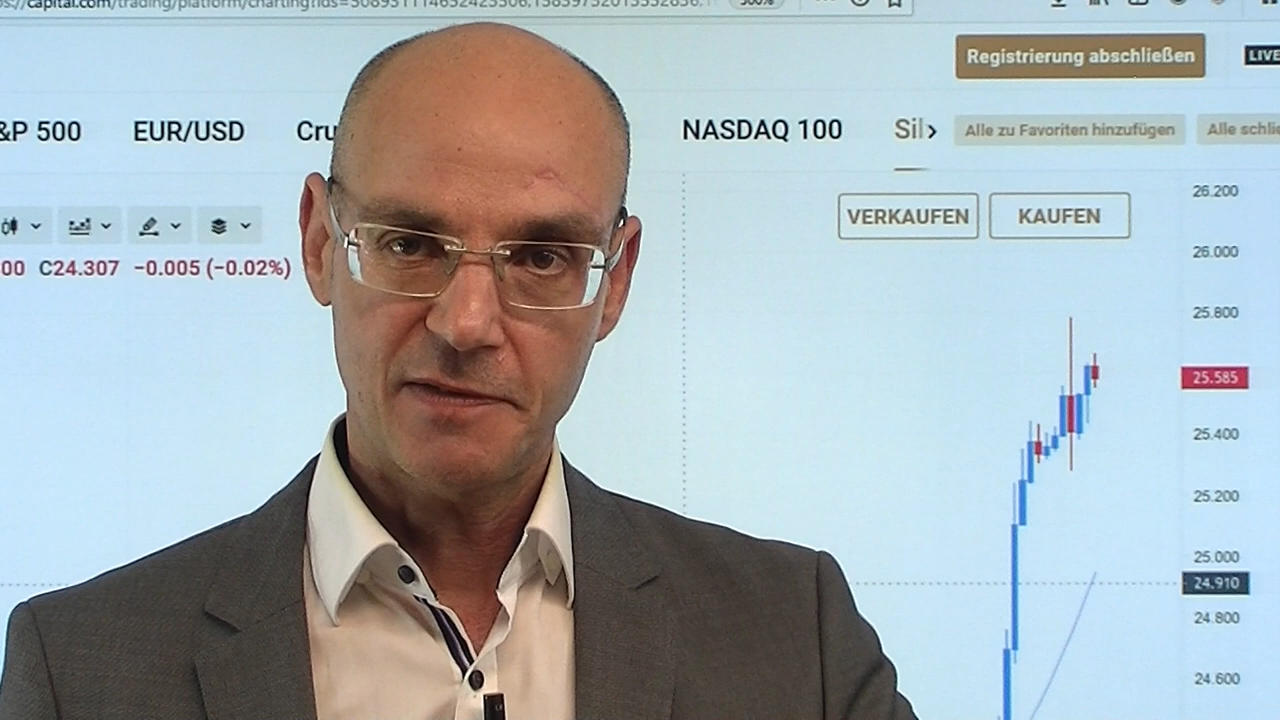 capital.com/trading/platform/charting
Registrierung abschließen
LIVE
&P 500 EUR/USD Cru NASDAQ 100 Sil Alle zu Favoriten hinzufügen Alle schlie
26.200
VERKAUFEN KAUFEN
26.000
00 C24.307 −0.005 (−0.02%)
25.800
25.585
25.400
25.200
25.000
24.910
24.800
24.600